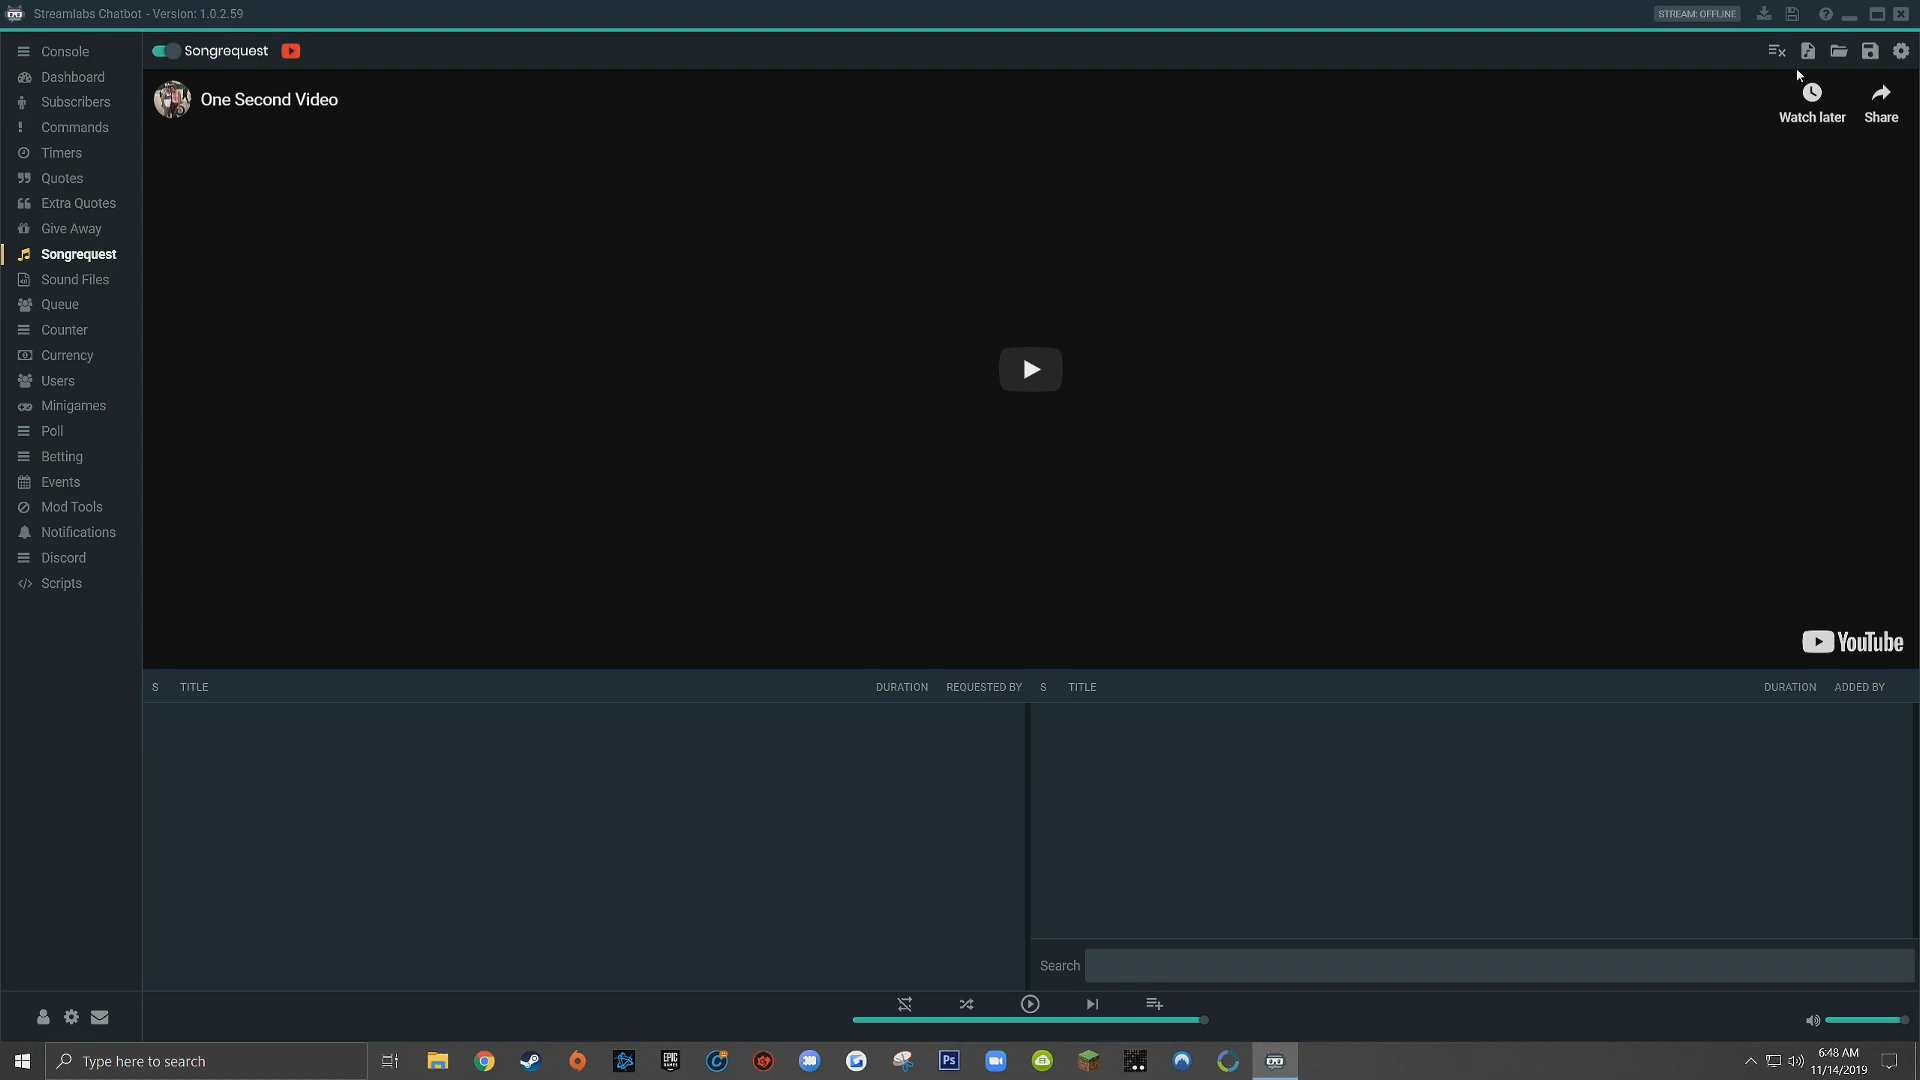 Streamlabs Chatbot - Version: 1.0.2.59
STREAM: OFFLINE
Console
Dashboard
Subscribers
Commands
Timers
Quotes
Extra Quotes
Give Away
Songrequest
Sound Files
Queue
Counter
Currency
Users
Minigames
Poll
Betting
Events
Mod Tools
Notifications
Discord
Scripts
Songrequest
One Second Video
Watch later
Share
YouTube
S TITLE DURATION REQUESTED BY
S TITLE DURATION ADDED BY
Search
Type here to search
EPIC GAMES
Ps
6:48 AM
11/14/2019